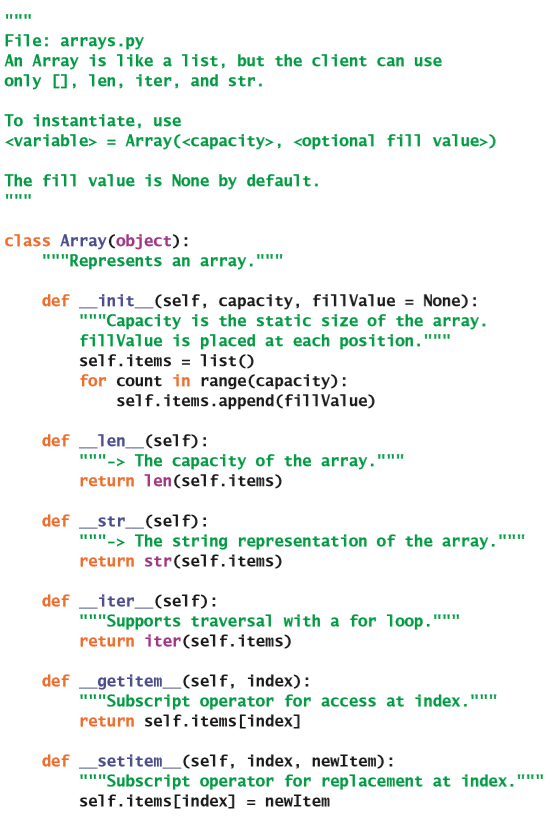 """
File: arrays.py
An Array is like a list, but the client can use
only [], len, iter, and str.

To instantiate, use
<variable> = Array(<capacity>, <optional fill value>)

The fill value is None by default.
"""

class Array(object):
    """Represents an array."""

    def __init__(self, capacity, fillValue = None):
        """Capacity is the static size of the array.
        fillValue is placed at each position."""
        self.items = list()
        for count in range(capacity):
            self.items.append(fillValue)

    def __len__(self):
        """-> The capacity of the array."""
        return len(self.items)

    def __str__(self):
        """-> The string representation of the array."""
        return str(self.items)

    def __iter__(self):
        """Supports traversal with a for loop."""
        return iter(self.items)

    def __getitem__(self, index):
        """Subscript operator for access at index."""
        return self.items[index]

    def __setitem__(self, index, newItem):
        """Subscript operator for replacement at index."""
        self.items[index] = newItem